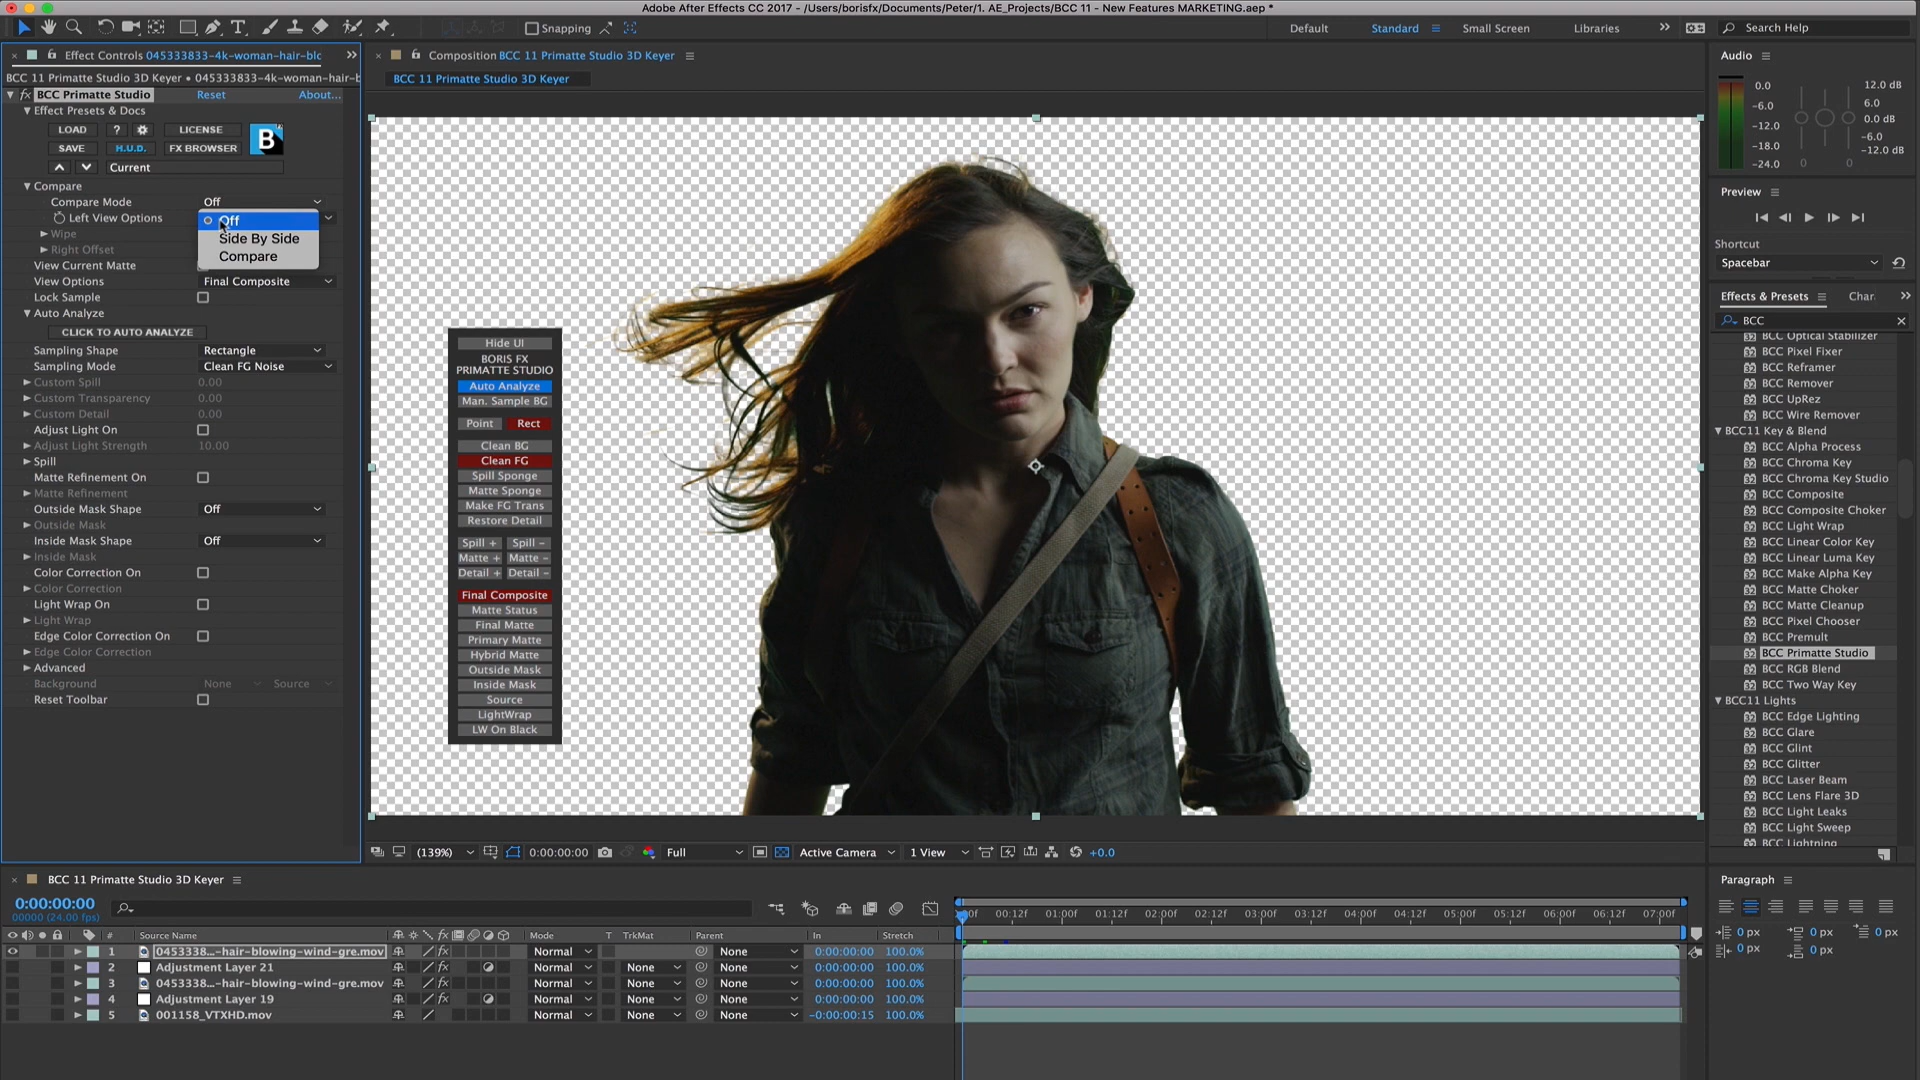 Adobe After Effects CC 2017 - /Users/borisfx/Documents/Peter/1. AE_Projects/BCC 11 - New Features MARKETING.aep *
Snapping
Default
Standard
Small Screen
Libraries
Search Help
Effect Controls 045333833-4k-woman-hair-blc
BCC 11 Primatte Studio 3D Keyer • 045333833-4k-woman-hair-b
fx BCC Primatte Studio Reset About...
Effect Presets & Docs
LOAD ? LICENSE
B
SAVE H.U.D. FX BROWSER
Current
Compare
Compare Mode Off
Left View Options
Off
Side By Side
Compare
Wipe
Right Offset
View Current Matte
View Options Final Composite
Lock Sample
Auto Analyze
CLICK TO AUTO ANALYZE
Sampling Shape Rectangle
Sampling Mode Clean FG Noise
Custom Spill 0.00
Custom Transparency 0.00
Custom Detail 0.00
Adjust Light On
Adjust Light Strength 10.00
Spill
Matte Refinement On
Matte Refinement
Outside Mask Shape Off
Outside Mask
Inside Mask Shape Off
Inside Mask
Color Correction On
Color Correction
Light Wrap On
Light Wrap
Edge Color Correction On
Edge Color Correction
Advanced
Background None Source
Reset Toolbar
Composition BCC 11 Primatte Studio 3D Keyer
BCC 11 Primatte Studio 3D Keyer
Hide UI
BORIS FX
PRIMATTE STUDIO
Auto Analyze
Man. Sample BG
Point Rect
Clean BG
Clean FG
Spill Sponge
Matte Sponge
Make FG Trans
Restore Detail
Spill + Spill -
Matte + Matte -
Detail + Detail -
Final Composite
Matte Status
Final Matte
Primary Matte
Hybrid Matte
Outside Mask
Inside Mask
Source
LightWrap
LW On Black
(139%) 0:00:00:00 Full Active Camera 1 View +0.0
Audio
0.0
-6.0
-12.0
-18.0
-24.0
12.0 dB
6.0
0.0 dB
-6.0
-12.0 dB
0 0
Preview
Shortcut
Spacebar
Effects & Presets Char
BCC
BCC Optical Stabilizer
BCC Pixel Fixer
BCC Reframer
BCC Remover
BCC UpRez
BCC Wire Remover
BCC11 Key & Blend
BCC Alpha Process
BCC Chroma Key
BCC Chroma Key Studio
BCC Composite
BCC Composite Choker
BCC Light Wrap
BCC Linear Color Key
BCC Linear Luma Key
BCC Make Alpha Key
BCC Matte Choker
BCC Matte Cleanup
BCC Pixel Chooser
BCC Premult
BCC Primatte Studio
BCC RGB Blend
BCC Two Way Key
BCC11 Lights
BCC Edge Lighting
BCC Glare
BCC Glint
BCC Glitter
BCC Laser Beam
BCC Lens Flare 3D
BCC Light Leaks
BCC Light Sweep
BCC Lightning
Paragraph
0 px 0 px 0 px
0 px 0 px
BCC 11 Primatte Studio 3D Keyer
0:00:00:00
00000 (24.00 fps)
00f 00:12f 01:00f 01:12f 02:00f 02:12f 03:00f 03:12f 04:00f 04:12f 05:00f 05:12f 06:00f 06:12f 07:00f
# Source Name fx Mode T TrkMat Parent In Stretch
1 0453338...-hair-blowing-wind-gre.mov fx Normal None 0:00:00:00 100.0%
2 Adjustment Layer 21 fx Normal None None 0:00:00:00 100.0%
3 0453338...-hair-blowing-wind-gre.mov fx Normal None None 0:00:00:00 100.0%
4 Adjustment Layer 19 fx Normal None None 0:00:00:00 100.0%
5 001158_VTXHD.mov Normal None None -0:00:00:15 100.0%